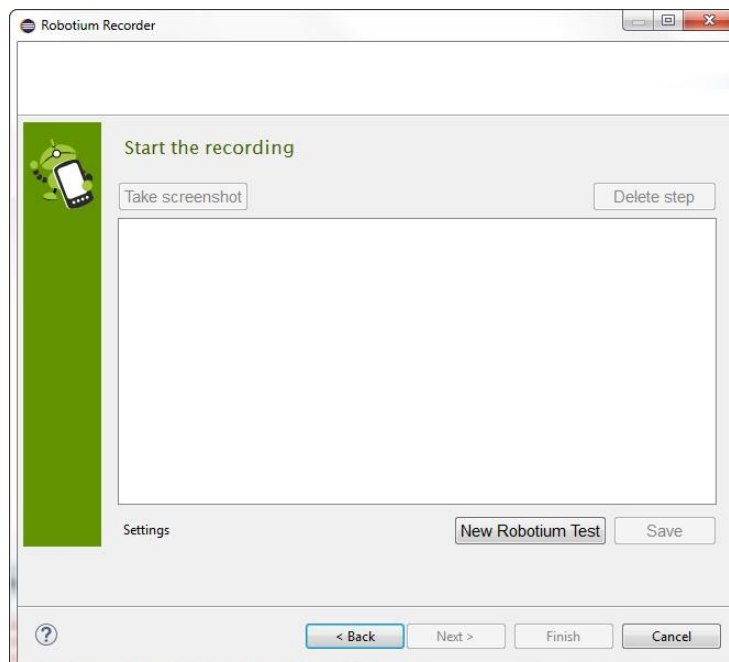 Robotium Recorder
Start the recording
Take screenshot Delete step
Settings New Robotium Test Save
? < Back Next > Finish Cancel